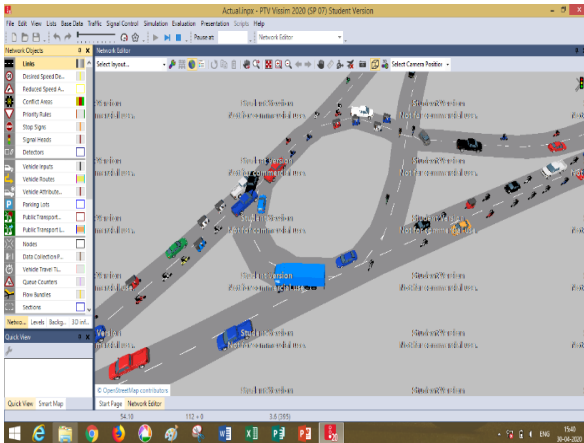 Actual.inpx - PTV Vissim 2020 (SP 07) Student Version
File Edit View Lists Base Data Traffic Signal Control Simulation Evaluation Presentation Scripts Help
Pause at: Network Editor
Network Objects
Network Editor
Select layout... Select Camera Position
Links
Desired Speed De...
Reduced Speed A...
Conflict Areas
Priority Rules
Stop Signs
Signal Heads
Detectors
Vehicle Inputs
Vehicle Routes
Vehicle Attribute...
Parking Lots
Public Transport...
Public Transport L...
Nodes
Data Collection P...
Vehicle Travel Ti...
Queue Counters
Flow Bundles
Sections
Netwo... Levels Backg... 3D inf...
Quick View
Quick View Smart Map
Student Version
Not for commercial use.
© OpenStreetMap contributors
Start Page Network Editor
54.10 112 + 0 3.6 (395)
ENG
15:40
30-06-2020